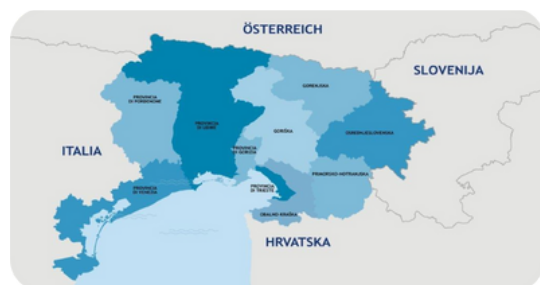 ÖSTERREICH
SLOVENIJA
ITALIA
HRVATSKA
GORENJSKA
PROVINCIA
DI PORDENONE
PROVINCIA
DI UDINE
GORIŠKA
OSREDNJESLOVENSKA
PROVINCIA
DI GORIZIA
PRIMORSKO-NOTRANJSKA
PROVINCIA
DI VENEZIA
PROVINCIA
DI TRIESTE
OBALNO-KRAŠKA